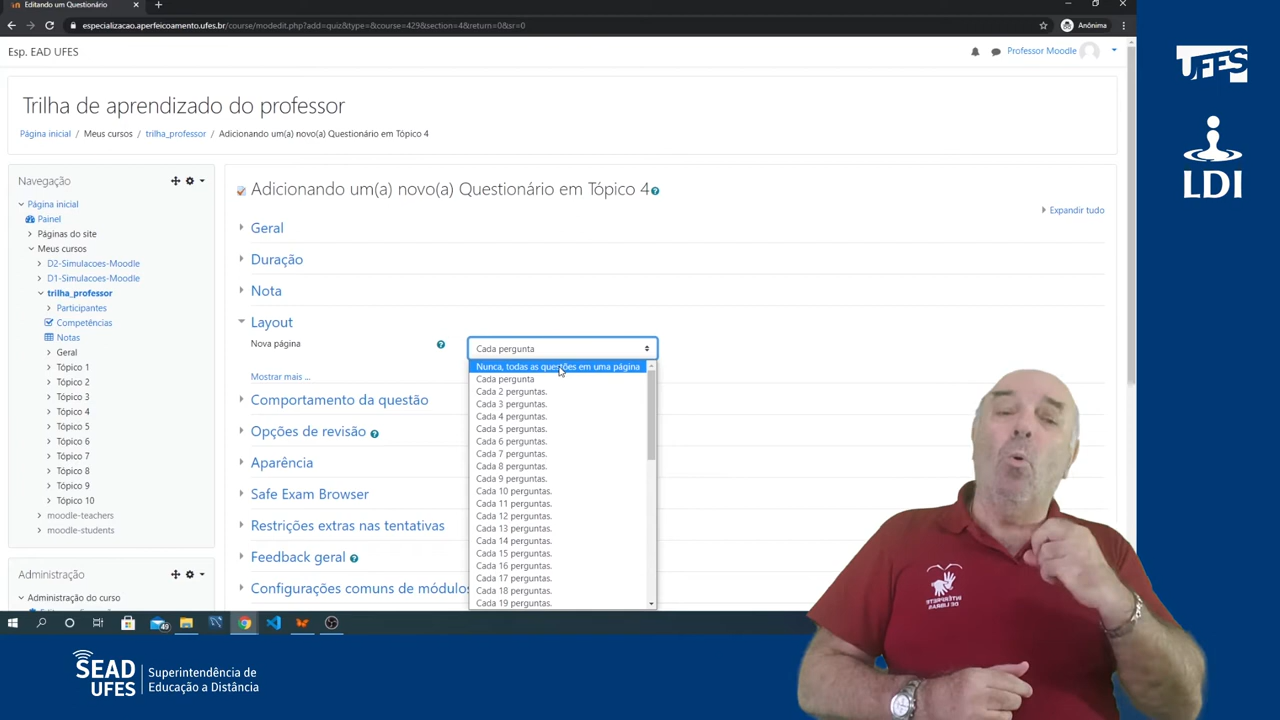 Editando um Questionário
especializacao.aperfeicoamento.ufes.br/course/modedit.php?add=quiz&type=&course=429&section=4&return=0&sr=0
Anônima
Esp. EAD UFES
Professor Moodle
Trilha de aprendizado do professor
Página inicial / Meus cursos / trilha_professor / Adicionando um(a) novo(a) Questionário em Tópico 4
Navegação
Página inicial
Painel
Páginas do site
Meus cursos
D2-Simulacoes-Moodle
D1-Simulacoes-Moodle
trilha_professor
Participantes
Competências
Notas
Geral
Tópico 1
Tópico 2
Tópico 3
Tópico 4
Tópico 5
Tópico 6
Tópico 7
Tópico 8
Tópico 9
Tópico 10
moodle-teachers
moodle-students
Administração
Administração do curso
Adicionando um(a) novo(a) Questionário em Tópico 4
Expandir tudo
Geral
Duração
Nota
Layout
Nova página
Cada pergunta
Nunca, todas as questões em uma página
Cada pergunta
Cada 2 perguntas.
Cada 3 perguntas.
Cada 4 perguntas.
Cada 5 perguntas.
Cada 6 perguntas.
Cada 7 perguntas.
Cada 8 perguntas.
Cada 9 perguntas.
Cada 10 perguntas.
Cada 11 perguntas.
Cada 12 perguntas.
Cada 13 perguntas.
Cada 14 perguntas.
Cada 15 perguntas.
Cada 16 perguntas.
Cada 17 perguntas.
Cada 18 perguntas.
Cada 19 perguntas.
Mostrar mais ...
Comportamento da questão
Opções de revisão
Aparência
Safe Exam Browser
Restrições extras nas tentativas
Feedback geral
Configurações comuns de módulos
UFES
LDI
INTÉRPRETE
DE LIBRAS
49
SEAD
UFES
Superintendência de
Educação a Distância